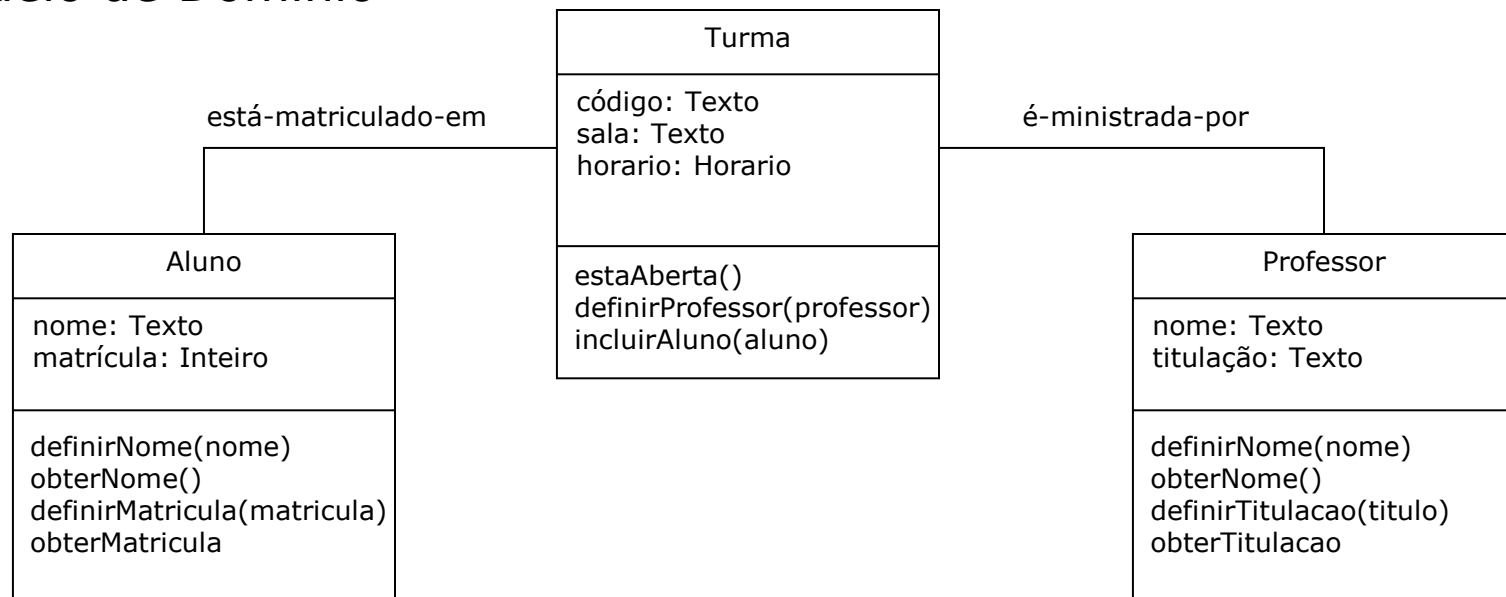 de Domínio
Turma
código: Texto
sala: Texto
horario: Horario
estaAberta()
definirProfessor(professor)
incluirAluno(aluno)
está-matriculado-em
é-ministrada-por
Aluno
nome: Texto
matrícula: Inteiro
definirNome(nome)
obterNome()
definirMatricula(matricula)
obterMatricula
Professor
nome: Texto
titulação: Texto
definirNome(nome)
obterNome()
definirTitulacao(titulo)
obterTitulacao